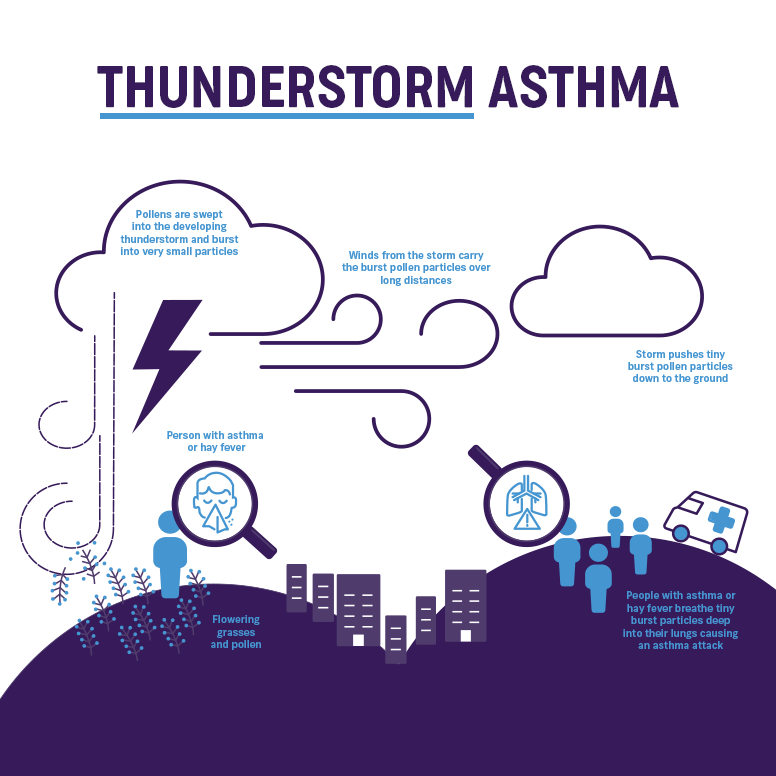 THUNDERSTORM ASTHMA
Pollens are swept
into the developing
thunderstorm and burst
into very small particles
Winds from the storm carry
the burst pollen particles over
long distances
Storm pushes tiny
burst pollen particles
down to the ground
Person with asthma
or hay fever
Flowering
grasses
and pollen
People with asthma or
hay fever breathe tiny
burst particles deep
into their lungs causing
an asthma attack